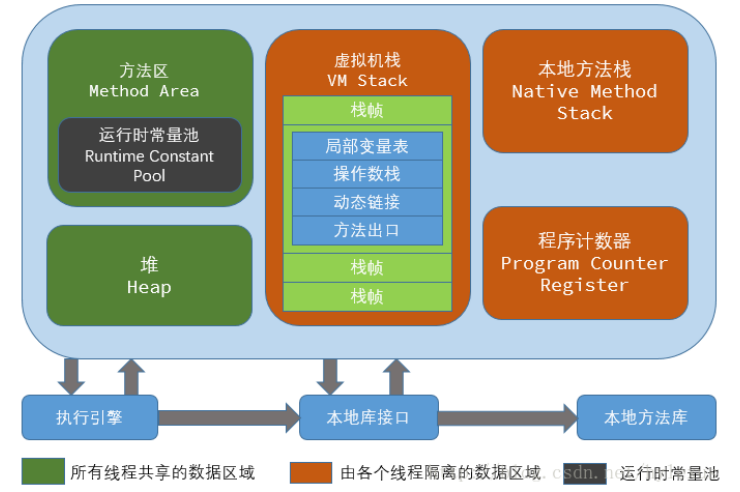 方法区
Method Area
运行时常量池
Runtime Constant
Pool
堆
Heap
虚拟机栈
VM Stack
栈帧
局部变量表
操作数栈
动态链接
方法出口
栈帧
栈帧
本地方法栈
Native Method
Stack
程序计数器
Program Counter
Register
执行引擎
本地库接口
本地方法库
所有线程共享的数据区域
由各个线程隔离的数据区域
运行时常量池